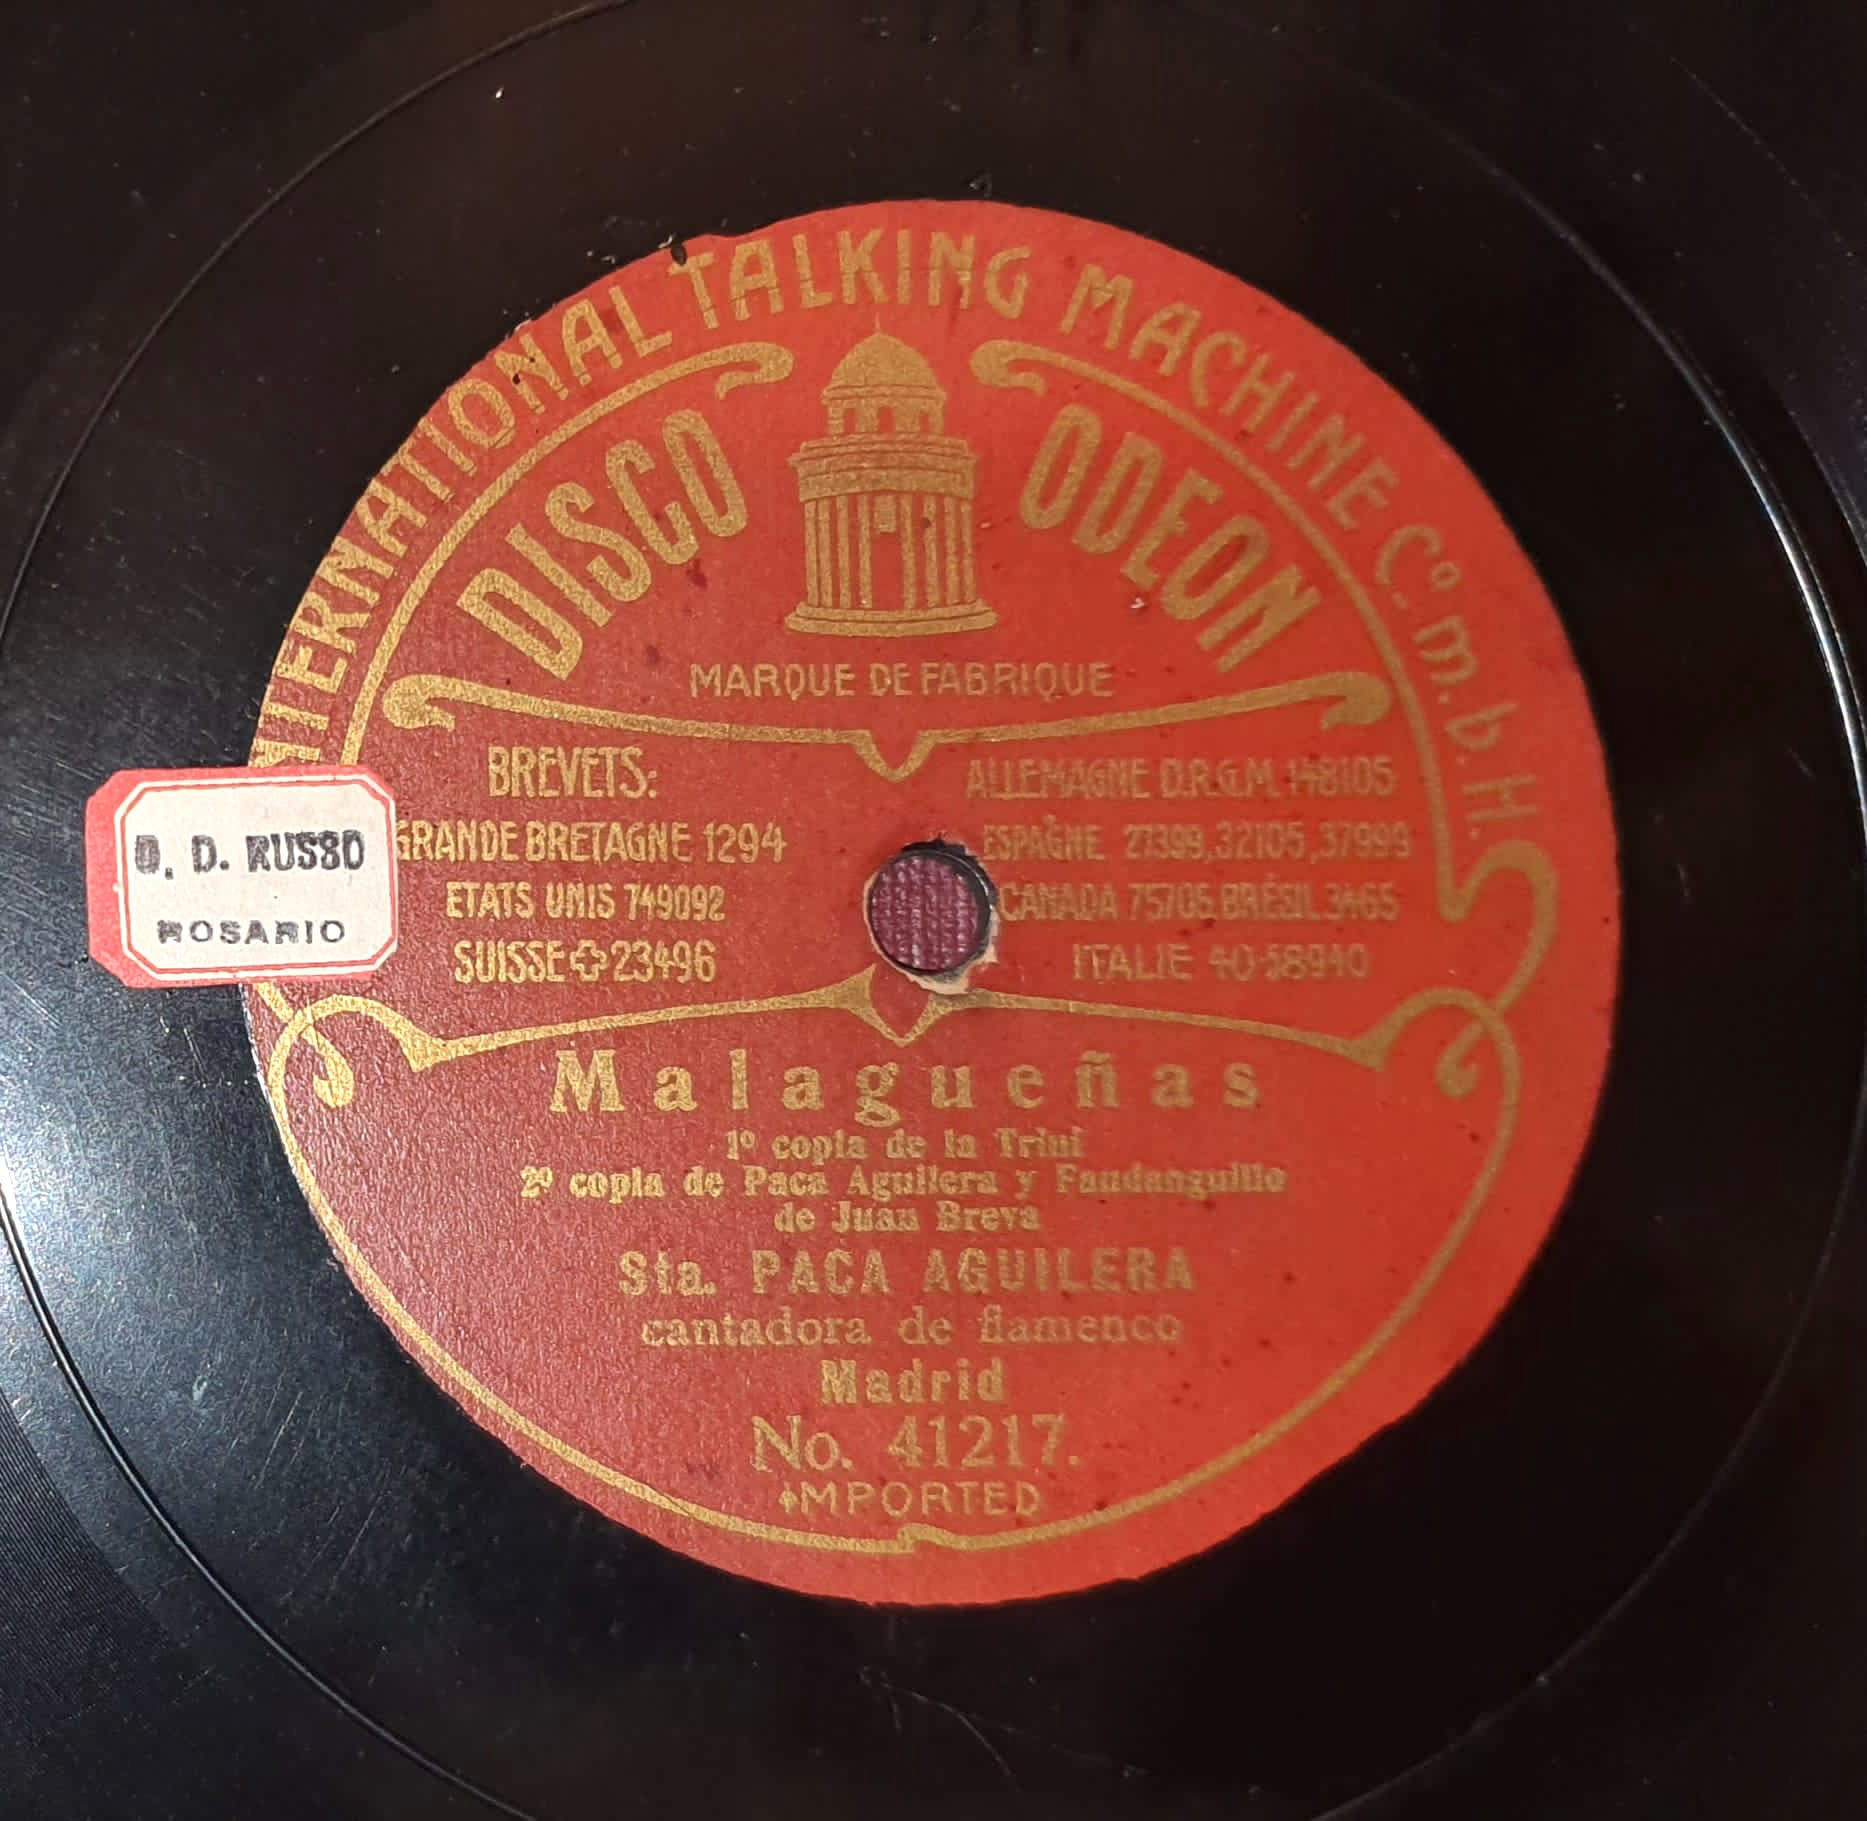 INTERNATIONAL TALKING MACHINE Co. m. b. H.
DISCO ODEON
MARQUE DE FABRIQUE
BREVETS:
GRANDE BRETAGNE 1294
ETATS UNIS 749092
SUISSE 23496
ALLEMAGNE D.R.G.M. 148105
ESPAGNE 27399, 32105, 37999
CANADA 75705 BRÉSIL 3465
ITALIE 40-58940
D. D. RUSSO
ROSARIO
Malagueñas
1º copla de la Trini
2º copla de Paca Aguilera y Fandanguillo
de Juan Breva
Sta. PACA AGUILERA
cantadora de flamenco
Madrid
No. 41217.
IMPORTED